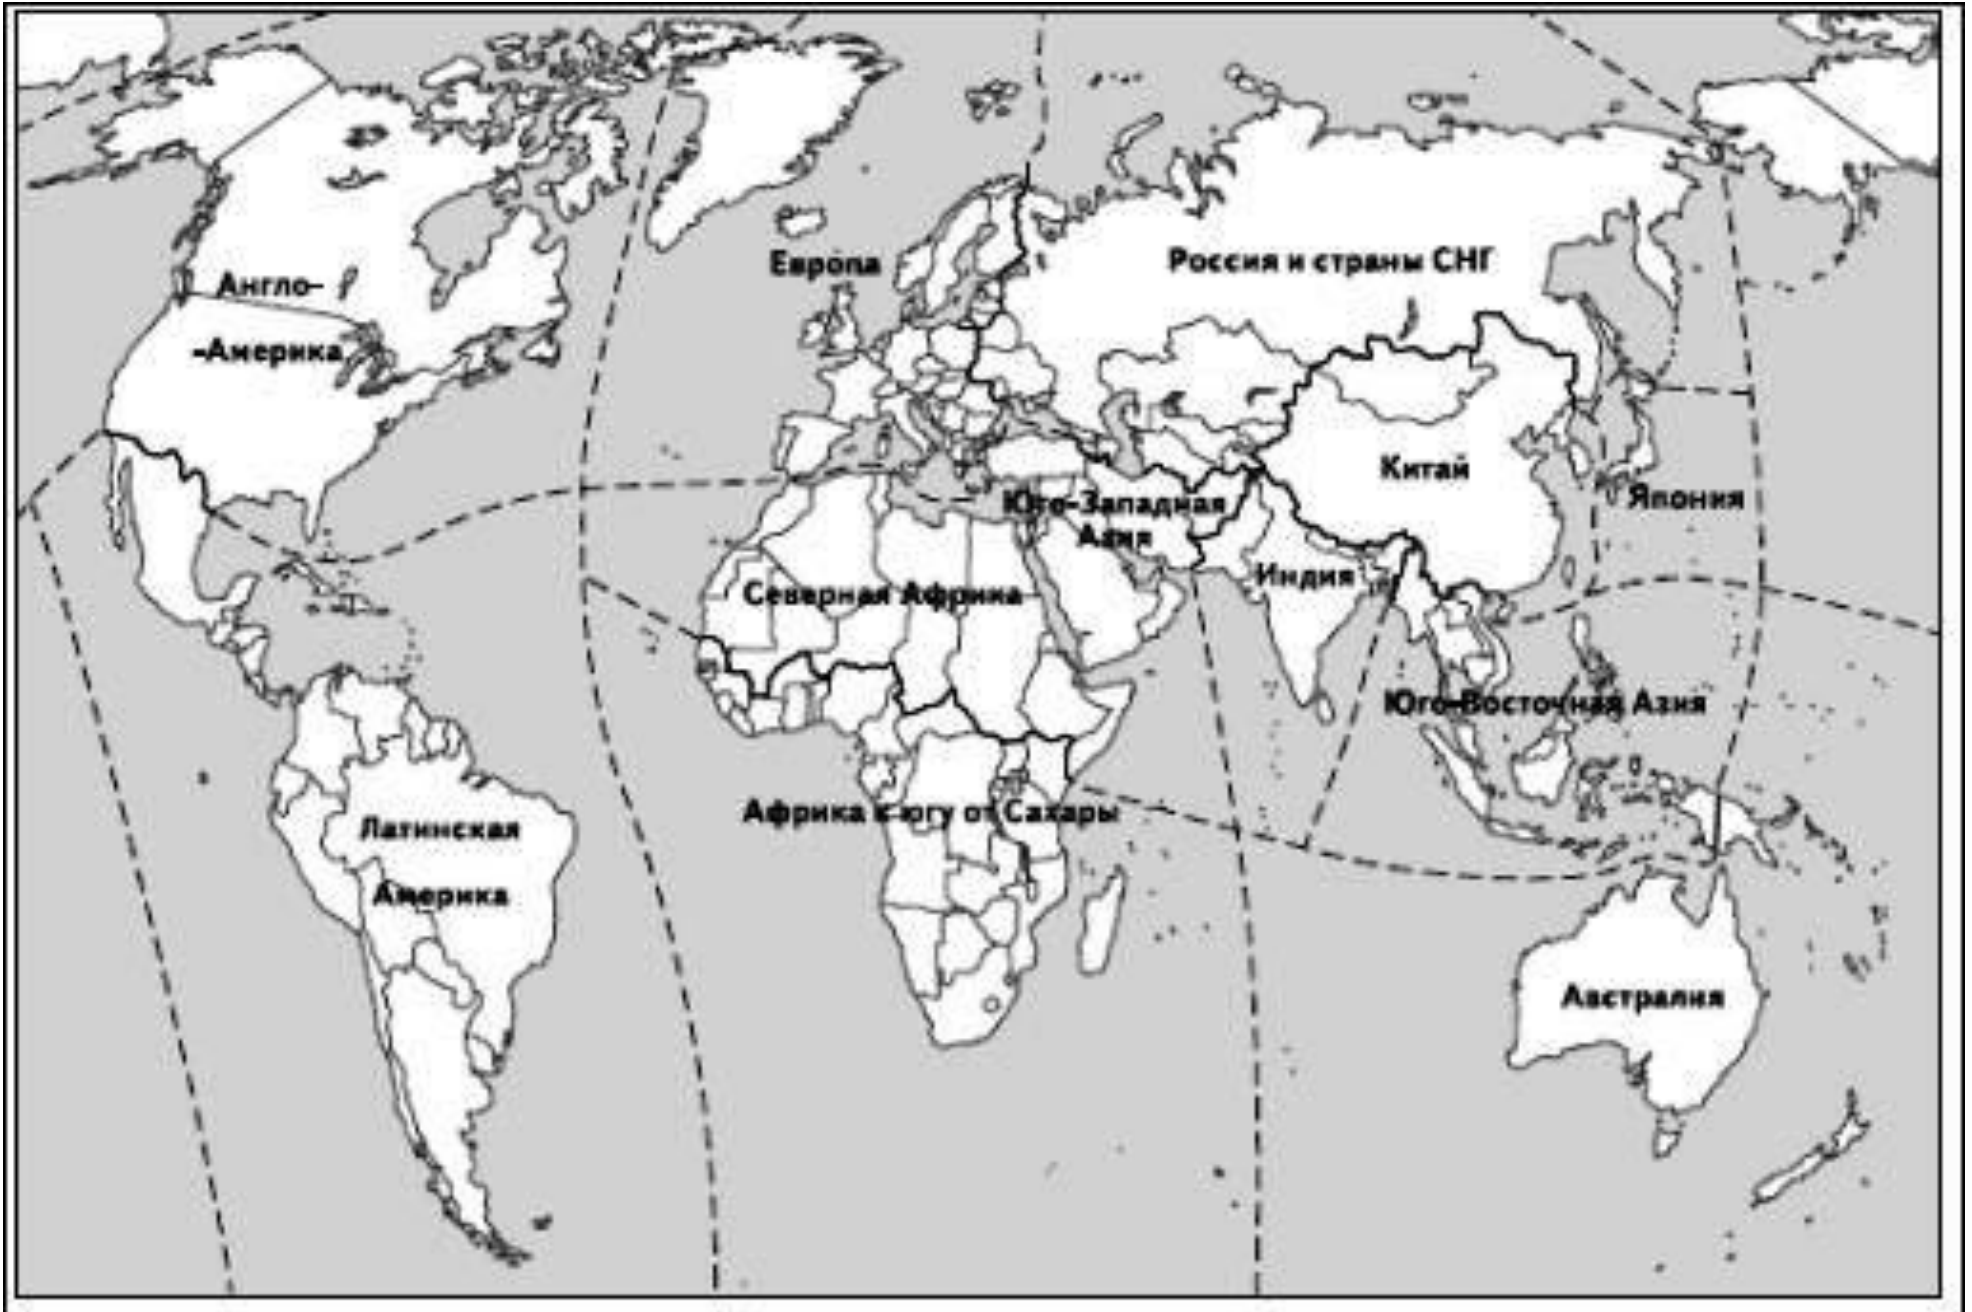 Европа
Россия и страны СНГ
Англо-
-Америка
Китай
Япония
Юго-Западная
Азия
Индия
Северная Африка
Юго-Восточная Азия
Африка к югу от Сахары
Латинская
Америка
Австралия